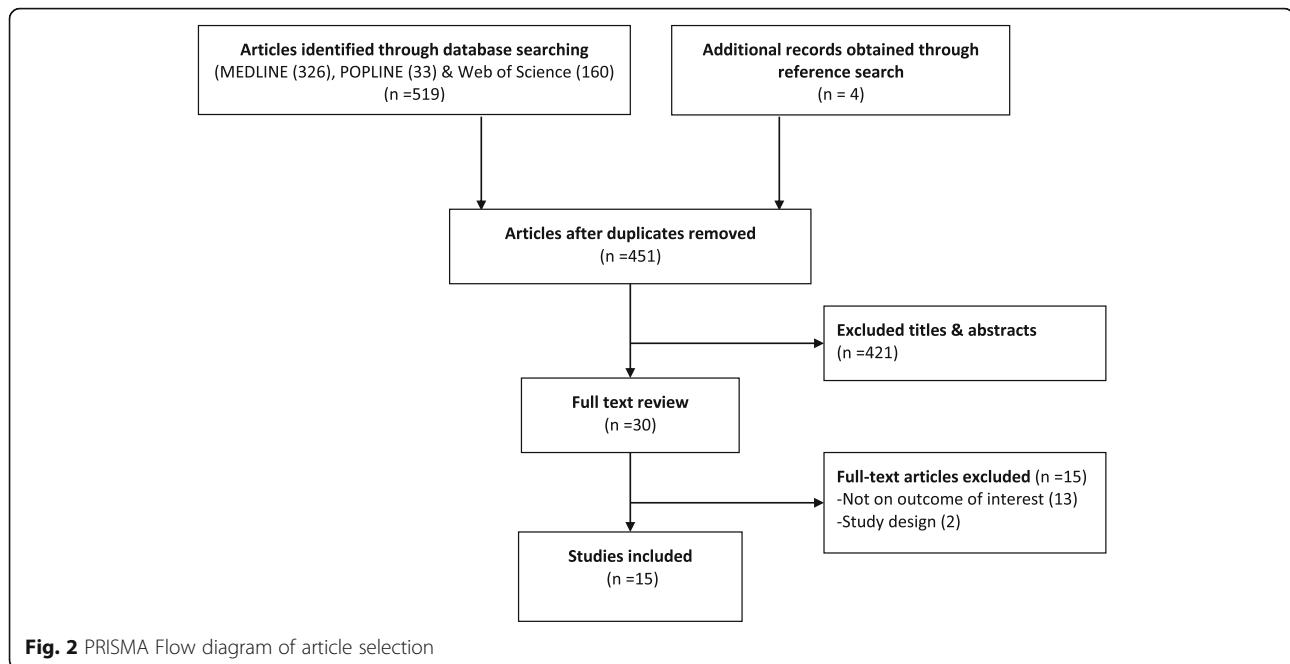 Articles identified through database searching
(MEDLINE (326), POPLINE (33) & Web of Science (160)
(n =519)
Additional records obtained through
reference search
(n = 4)
Articles after duplicates removed
(n =451)
Excluded titles & abstracts
(n =421)
Full text review
(n =30)
Full-text articles excluded (n =15)
-Not on outcome of interest (13)
-Study design (2)
Studies included
(n =15)
Fig. 2 PRISMA Flow diagram of article selection